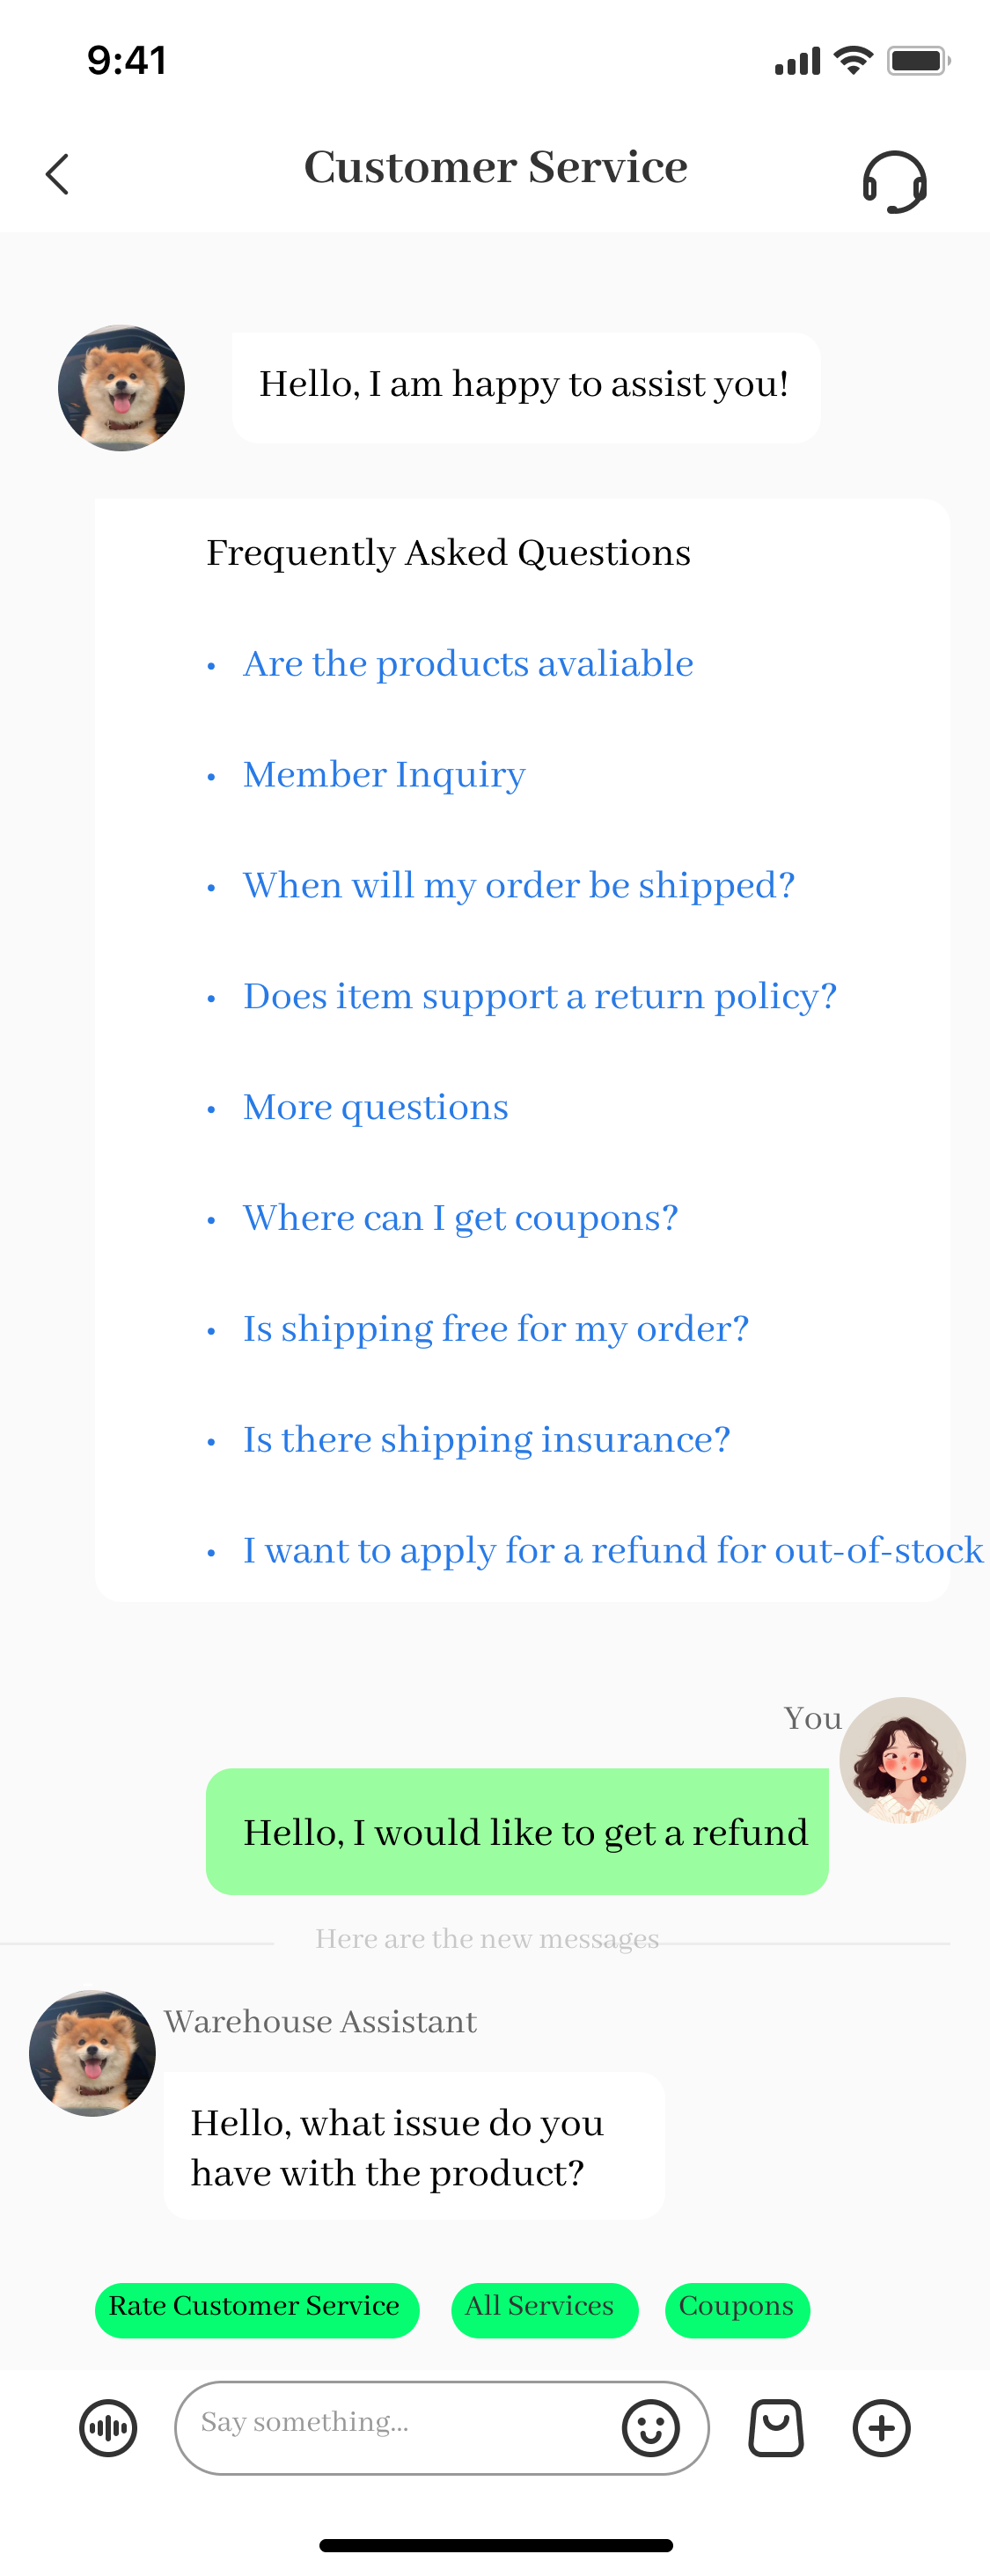 9:41
Customer Service
Hello, I am happy to assist you!
Frequently Asked Questions
• Are the products avaliable
• Member Inquiry
• When will my order be shipped?
• Does item support a return policy?
• More questions
• Where can I get coupons?
• Is shipping free for my order?
• Is there shipping insurance?
• I want to apply for a refund for out-of-stock
You
Hello, I would like to get a refund
Here are the new messages
Warehouse Assistant
Hello, what issue do you
have with the product?
Rate Customer Service All Services Coupons
Say something...